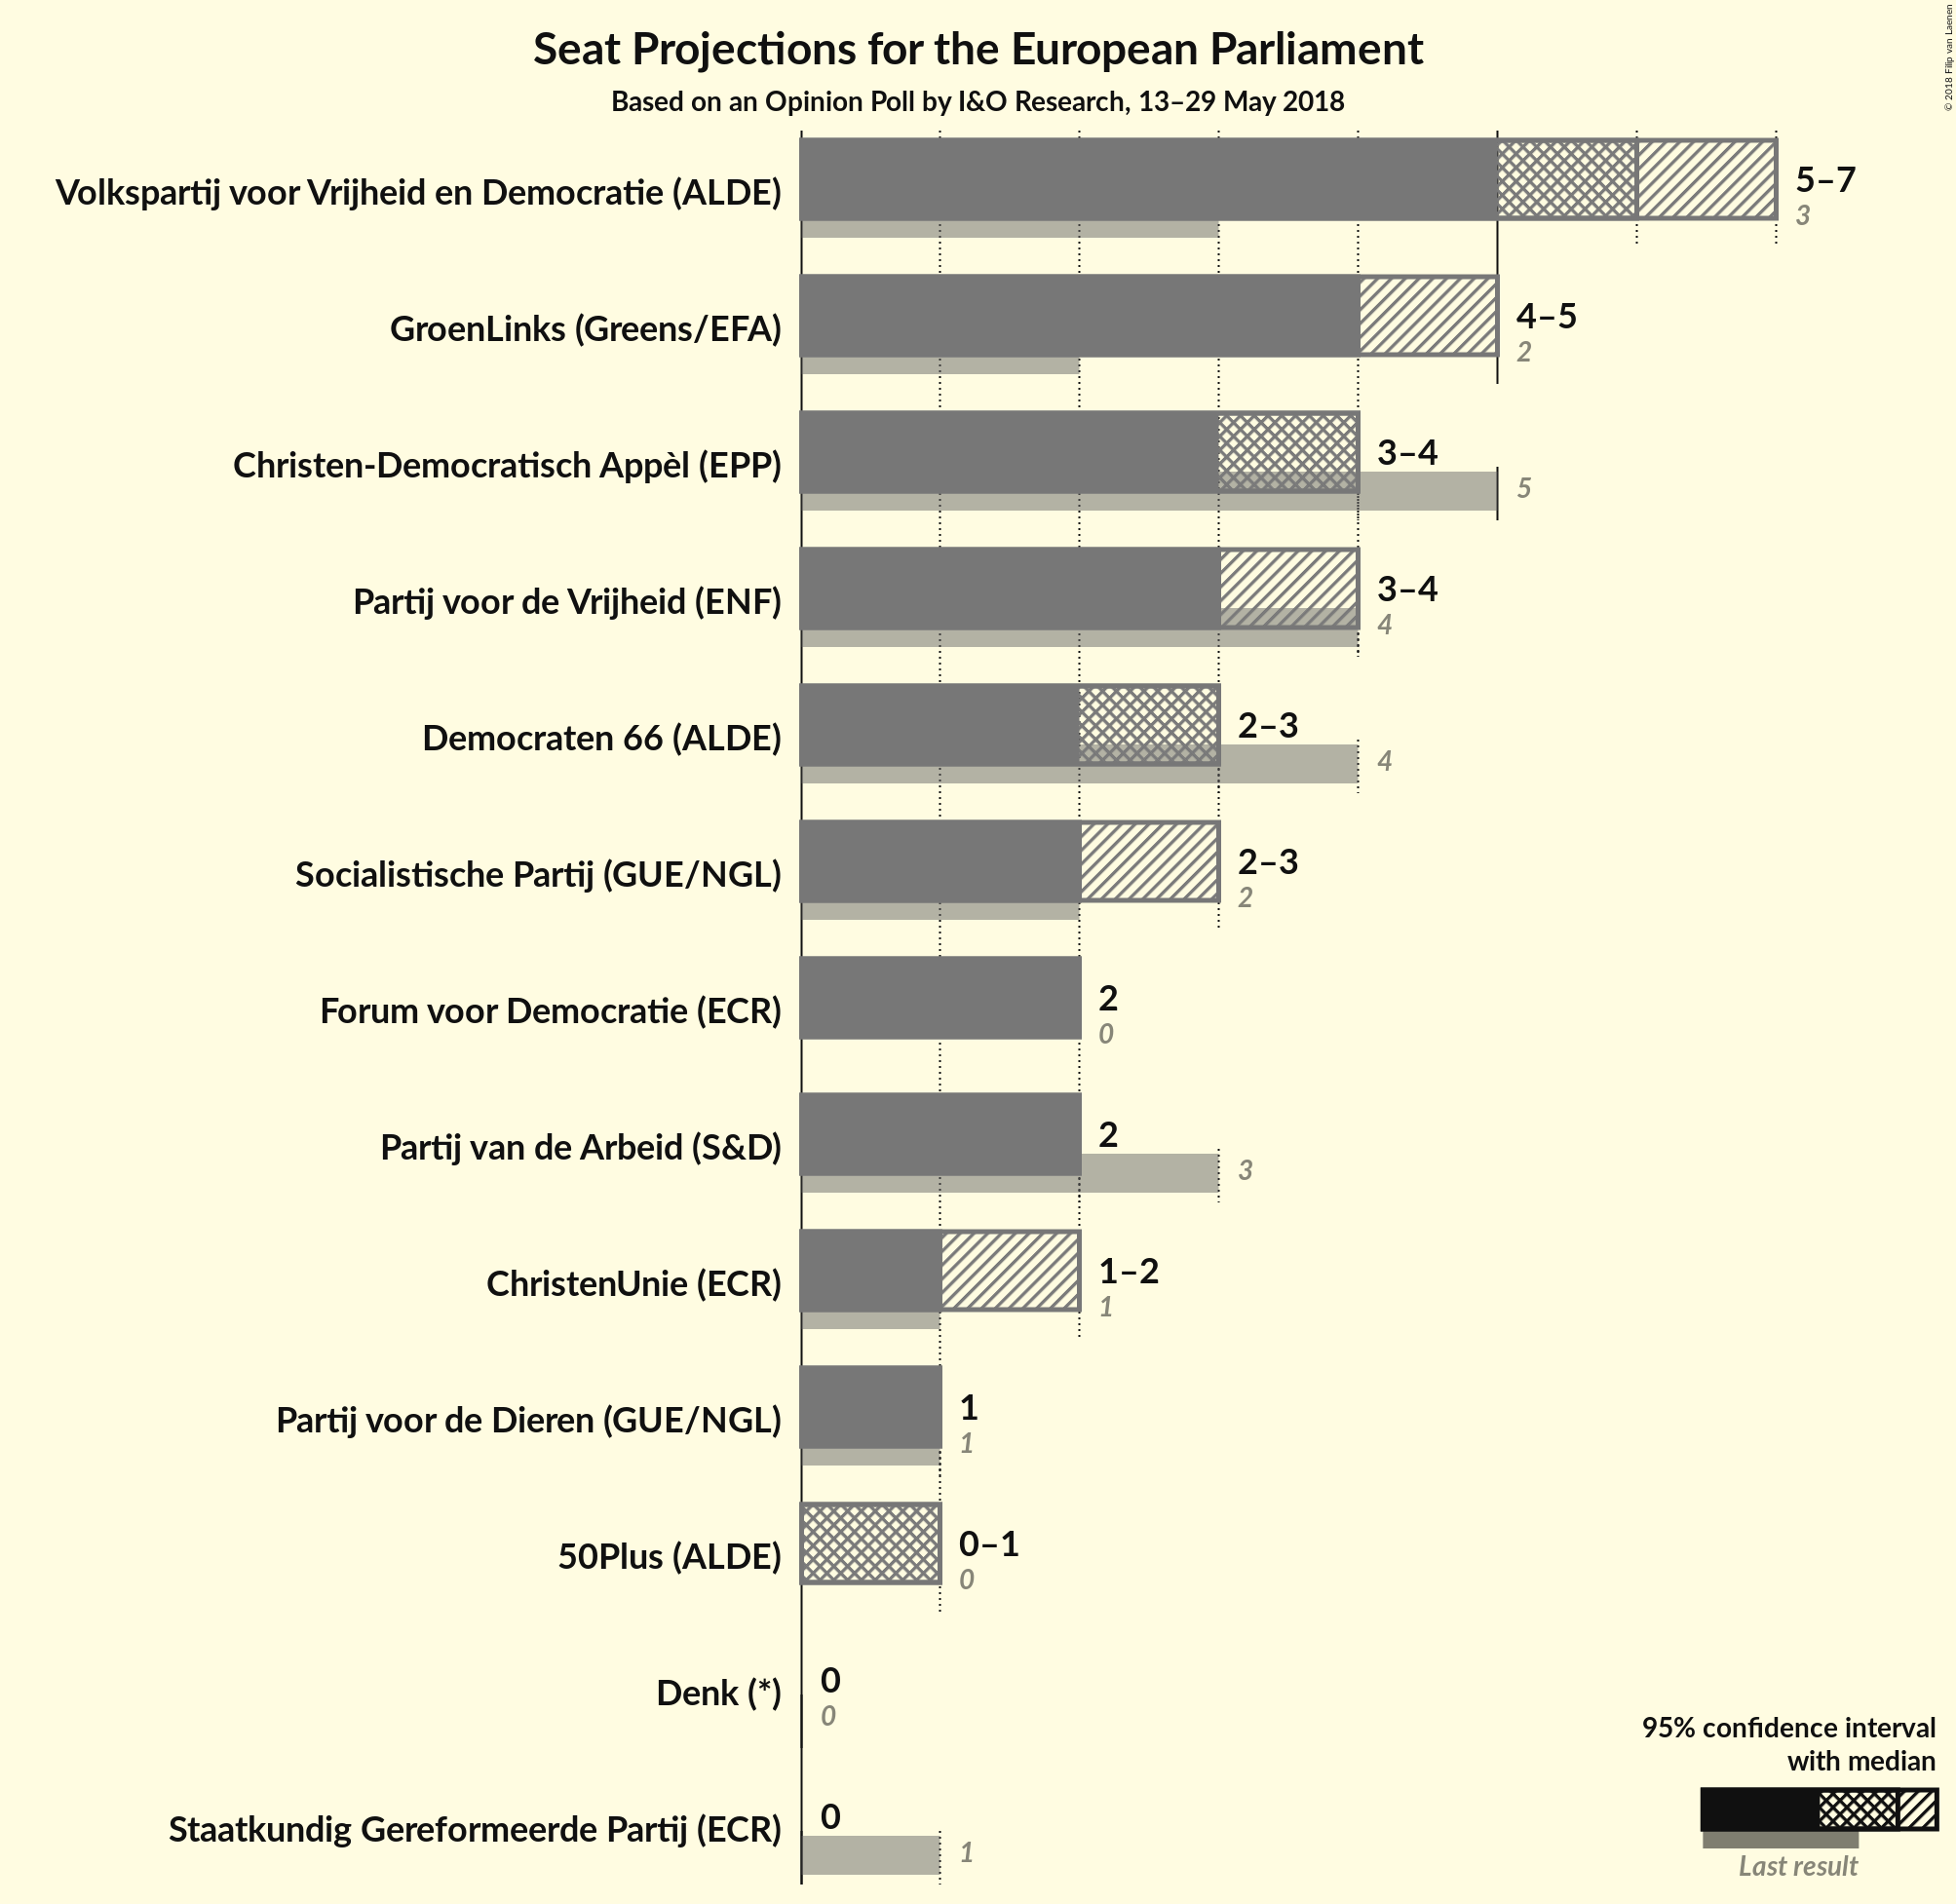 Seat Projections for the European Parliament
Based on an Opinion Poll by I&O Research, 13–29 May 2018
© 2018 Filip van Laenen
Volkspartij voor Vrijheid en Democratie (ALDE)
5–7
3
GroenLinks (Greens/EFA)
4–5
2
Christen-Democratisch Appèl (EPP)
3–4
5
Partij voor de Vrijheid (ENF)
3–4
4
Democraten 66 (ALDE)
2–3
4
Socialistische Partij (GUE/NGL)
2–3
2
Forum voor Democratie (ECR)
2
0
Partij van de Arbeid (S&D)
2
3
ChristenUnie (ECR)
1–2
1
Partij voor de Dieren (GUE/NGL)
1
1
50Plus (ALDE)
0–1
0
Denk (*)
0
0
Staatkundig Gereformeerde Partij (ECR)
0
1
95% confidence interval
with median
Last result